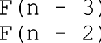 F(n - 3)
F(n - 2)